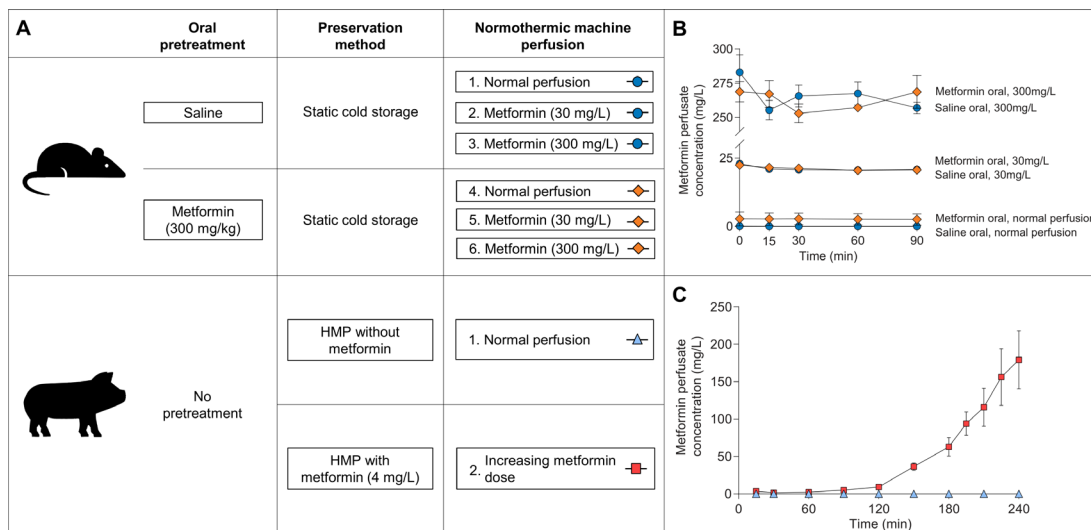 A
Oral
pretreatment
Preservation
method
Normothermic machine
perfusion
Saline
Static cold storage
1. Normal perfusion
2. Metformin (30 mg/L)
3. Metformin (300 mg/L)
Metformin
(300 mg/kg)
Static cold storage
4. Normal perfusion
5. Metformin (30 mg/L)
6. Metformin (300 mg/L)
No
pretreatment
HMP without
metformin
1. Normal perfusion
HMP with
metformin (4 mg/L)
2. Increasing metformin
dose
B
Metformin perfusate
concentration (mg/L)
300
275
250
25
0
0 15 30 60 90
Time (min)
Metformin oral, 300mg/L
Saline oral, 300mg/L
Metformin oral, 30mg/L
Saline oral, 30mg/L
Metformin oral, normal perfusion
Saline oral, normal perfusion
C
Metformin perfusate
concentration (mg/L)
250
200
150
100
50
0
0 60 120 180 240
Time (min)